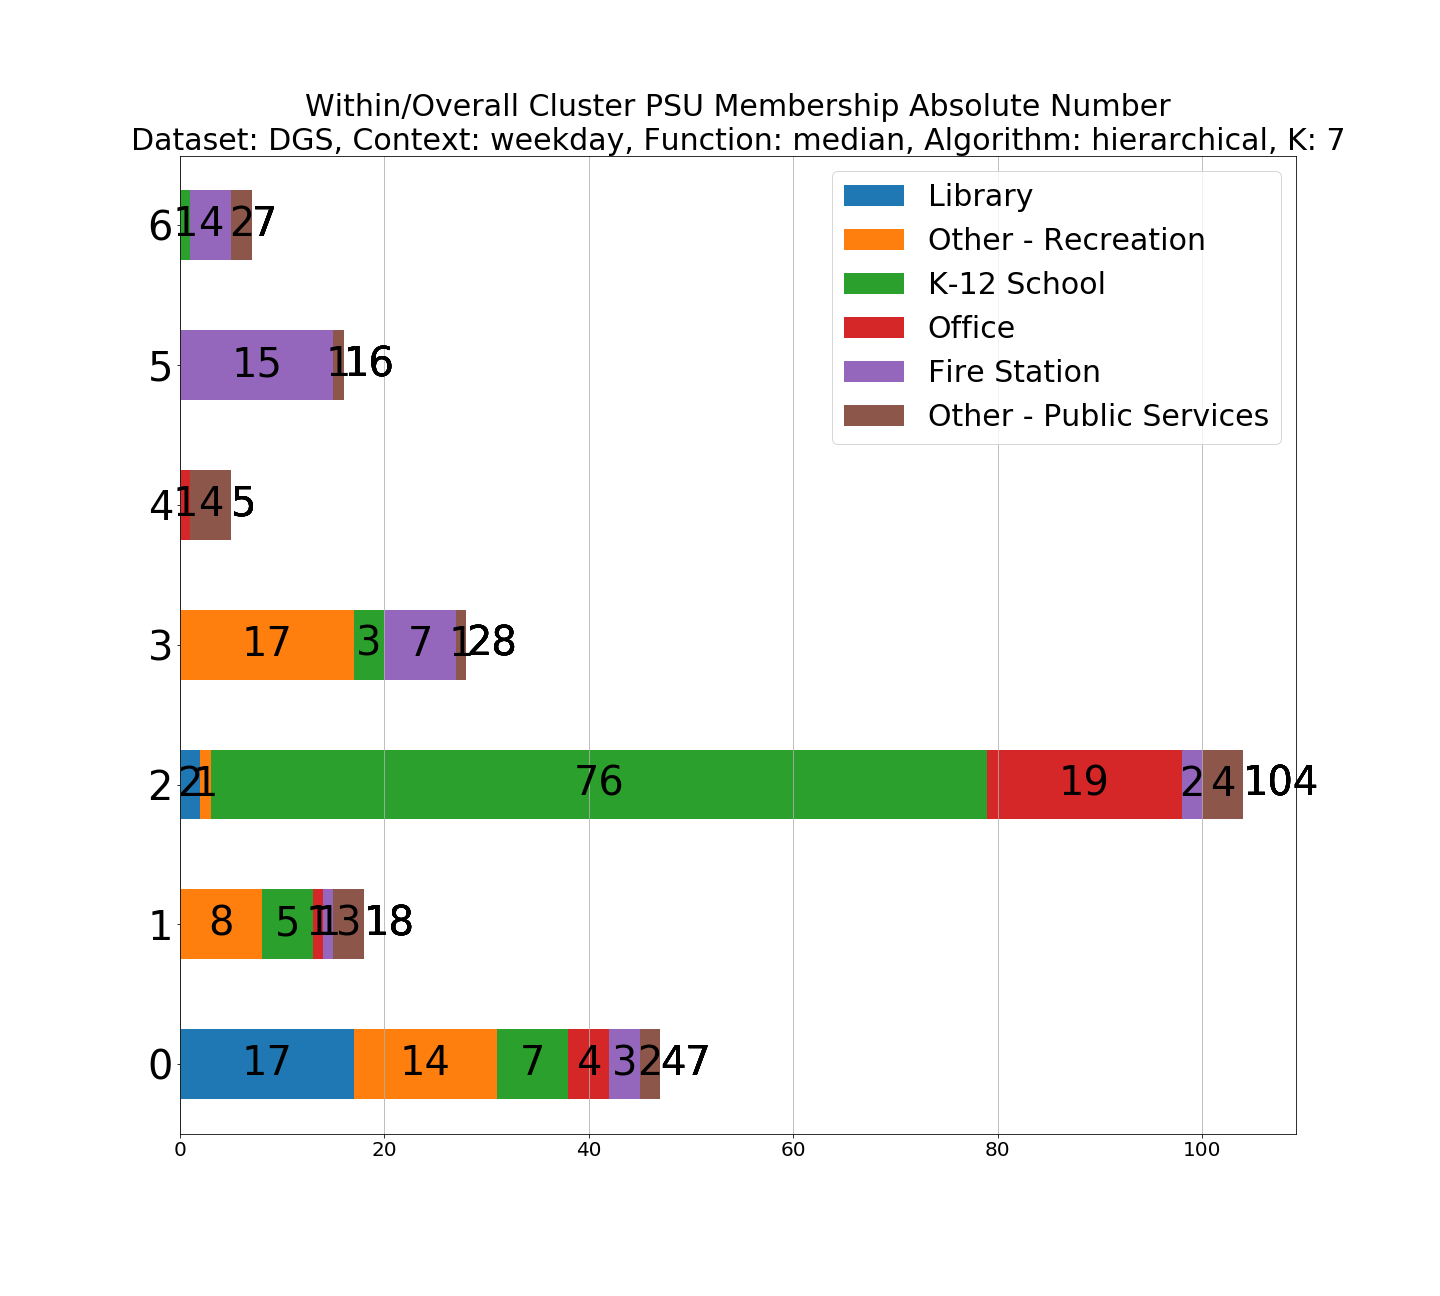 Within/Overall Cluster PSU Membership Absolute Number
Dataset: DGS, Context: weekday, Function: median, Algorithm: hierarchical, K: 7
Library
Other - Recreation
K-12 School
Office
Fire Station
Other - Public Services
6 1 4 2 7
5 15 1 16
4 1 4 5
3 17 3 7 1 28
2 2 1 76 19 2 4 104
1 8 5 1 1 3 18
0 17 14 7 4 3 2 47
0 20 40 60 80 100